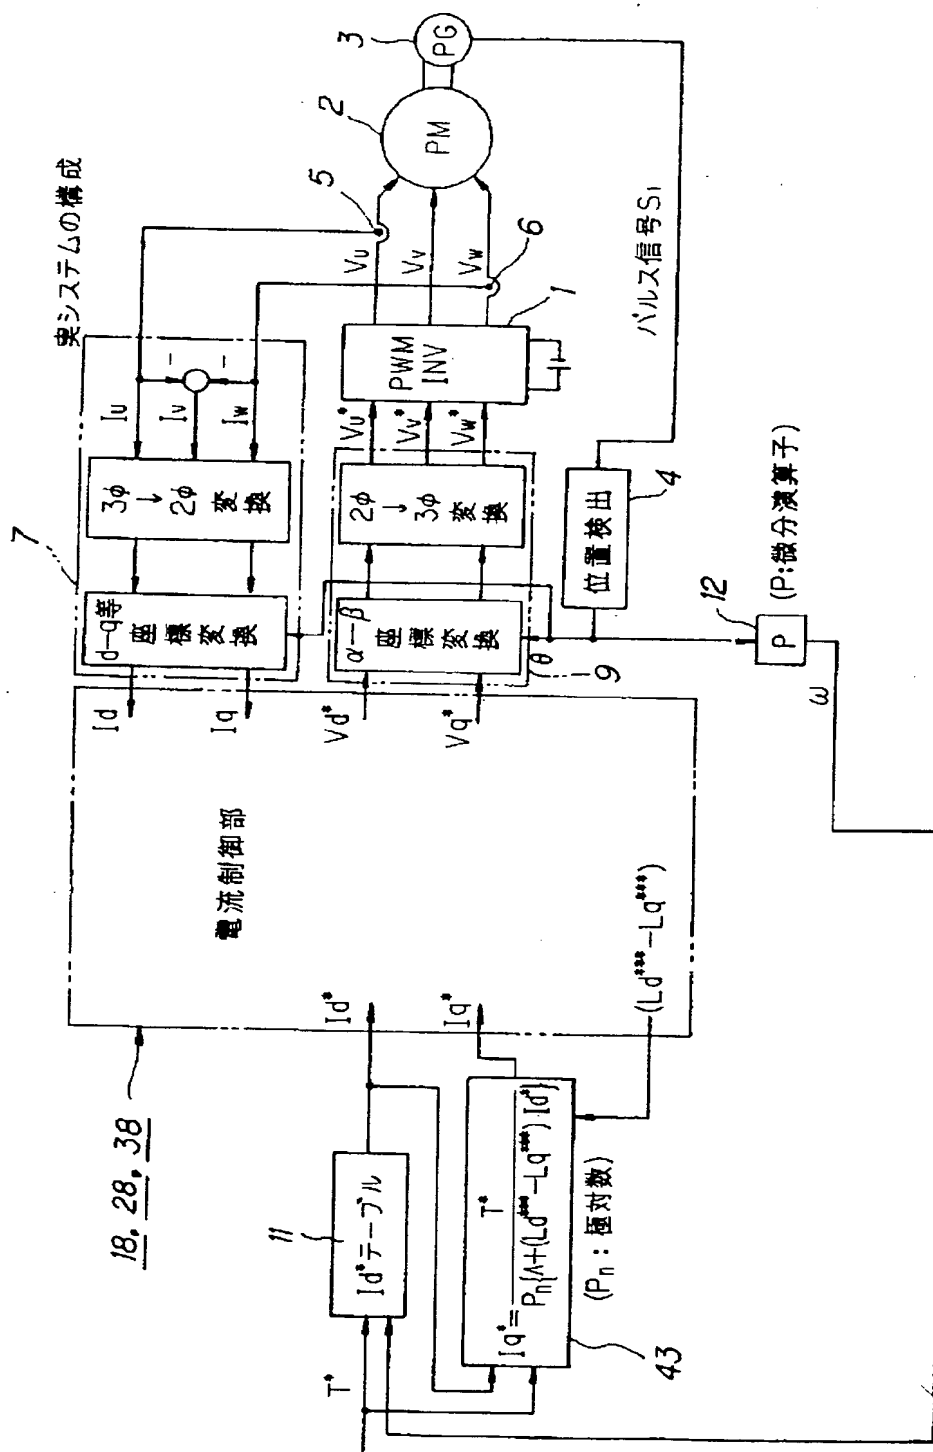 実システムの構成
18, 28, 38
電流制御部
T*
11
Id*テーブル
43
Iq*=T*/Pn{Λ+(Ld***-Lq***)Id*}
(Pn:極対数)
(Ld***-Lq***)
Id*
Iq*
7
Id
Iq
d-q等
座標変換
3φ
↓
2φ
変換
Iu
Iv
Iw
-
-
Vd*
Vq*
α-β
座標変換
θ
9
2φ
↓
3φ
変換
Vu*
Vv*
Vw*
PWM
INV
1
Vu
Vv
Vw
5
6
2
PM
3
PG
パルス信号S1
位置検出
4
12
P
(P:微分演算子)
ω